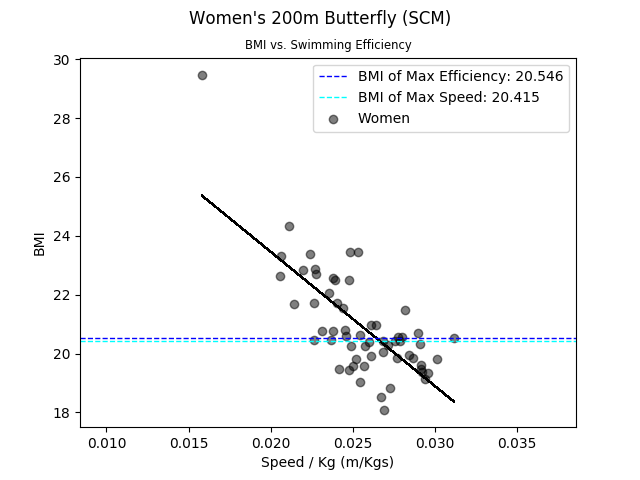 Women's 200m Butterfly (SCM)
BMI vs. Swimming Efficiency
BMI of Max Efficiency: 20.546
BMI of Max Speed: 20.415
Women
30
28
26
24
22
20
18
BMI
0.010 0.015 0.020 0.025 0.030 0.035
Speed / Kg (m/Kgs)